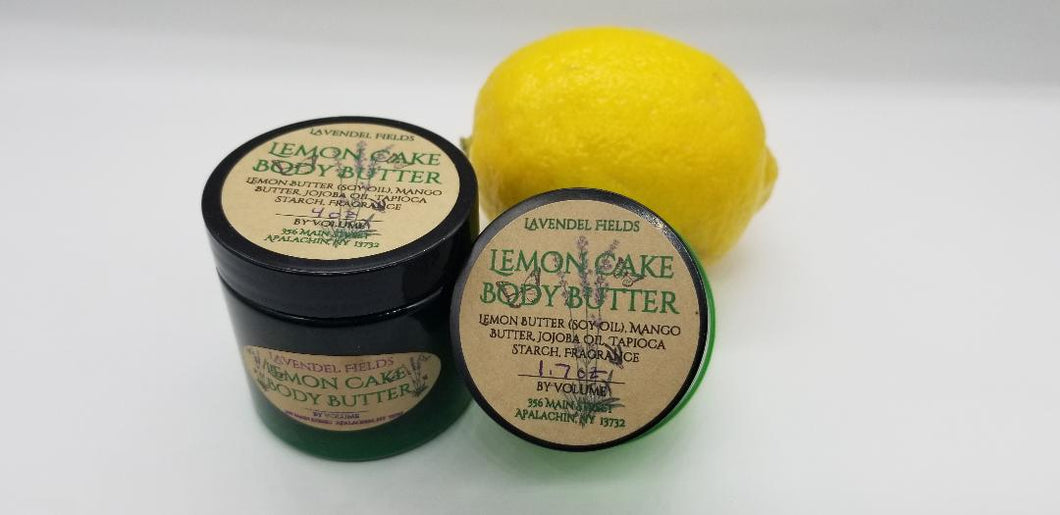 LAVENDEL FIELDS
LEMON CAKE
BODY BUTTER
LEMON BUTTER (SOY OIL), MANGO
BUTTER, JOJOBA OIL, TAPIOCA
STARCH, FRAGRANCE
4 oz
BY VOLUME
356 MAIN STREET
APALACHIN, NY 13732
LAVENDEL FIELDS
LEMON CAKE
BODY BUTTER
BY VOLUME
LAVENDEL FIELDS
LEMON CAKE
BODY BUTTER
LEMON BUTTER (SOY OIL), MANGO
BUTTER, JOJOBA OIL, TAPIOCA
STARCH, FRAGRANCE
1.7 oz
BY VOLUME
356 MAIN STREET
APALACHIN, NY 13732